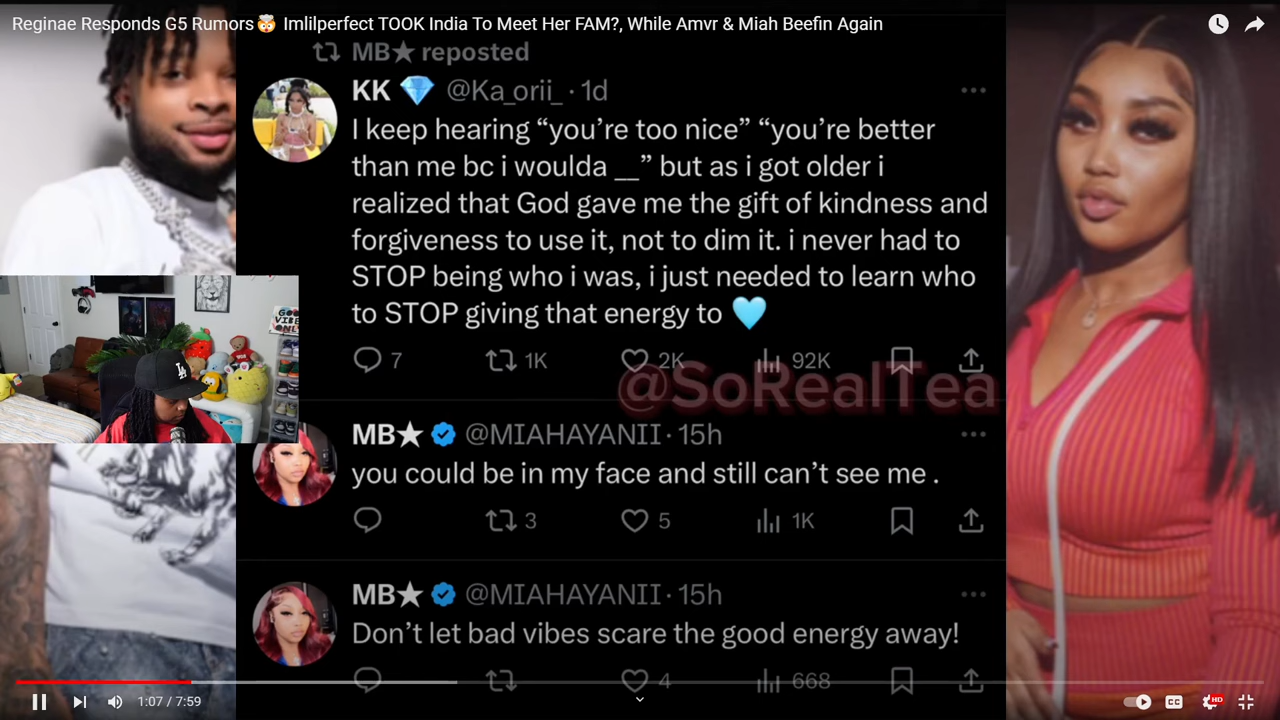 Reginae Responds G5 Rumors🤯 Imlilperfect TOOK India To Meet Her FAM?, While Amvr & Miah Beefin Again
MB★ reposted
KK 💎 @Ka_orii_ · 1d
I keep hearing “you’re too nice” “you’re better
than me bc i woulda __” but as i got older i
realized that God gave me the gift of kindness and
forgiveness to use it, not to dim it. i never had to
STOP being who i was, i just needed to learn who
to STOP giving that energy to 🩵
7 1K 2K 92K
@SoRealTea
MB★ @MIAHAYANII · 15h
you could be in my face and still can’t see me .
3 5 1K
MB★ @MIAHAYANII · 15h
Don’t let bad vibes scare the good energy away!
4 668
GOOD
VIBES
ONLY
LA
1:07 / 7:59
CC
HD